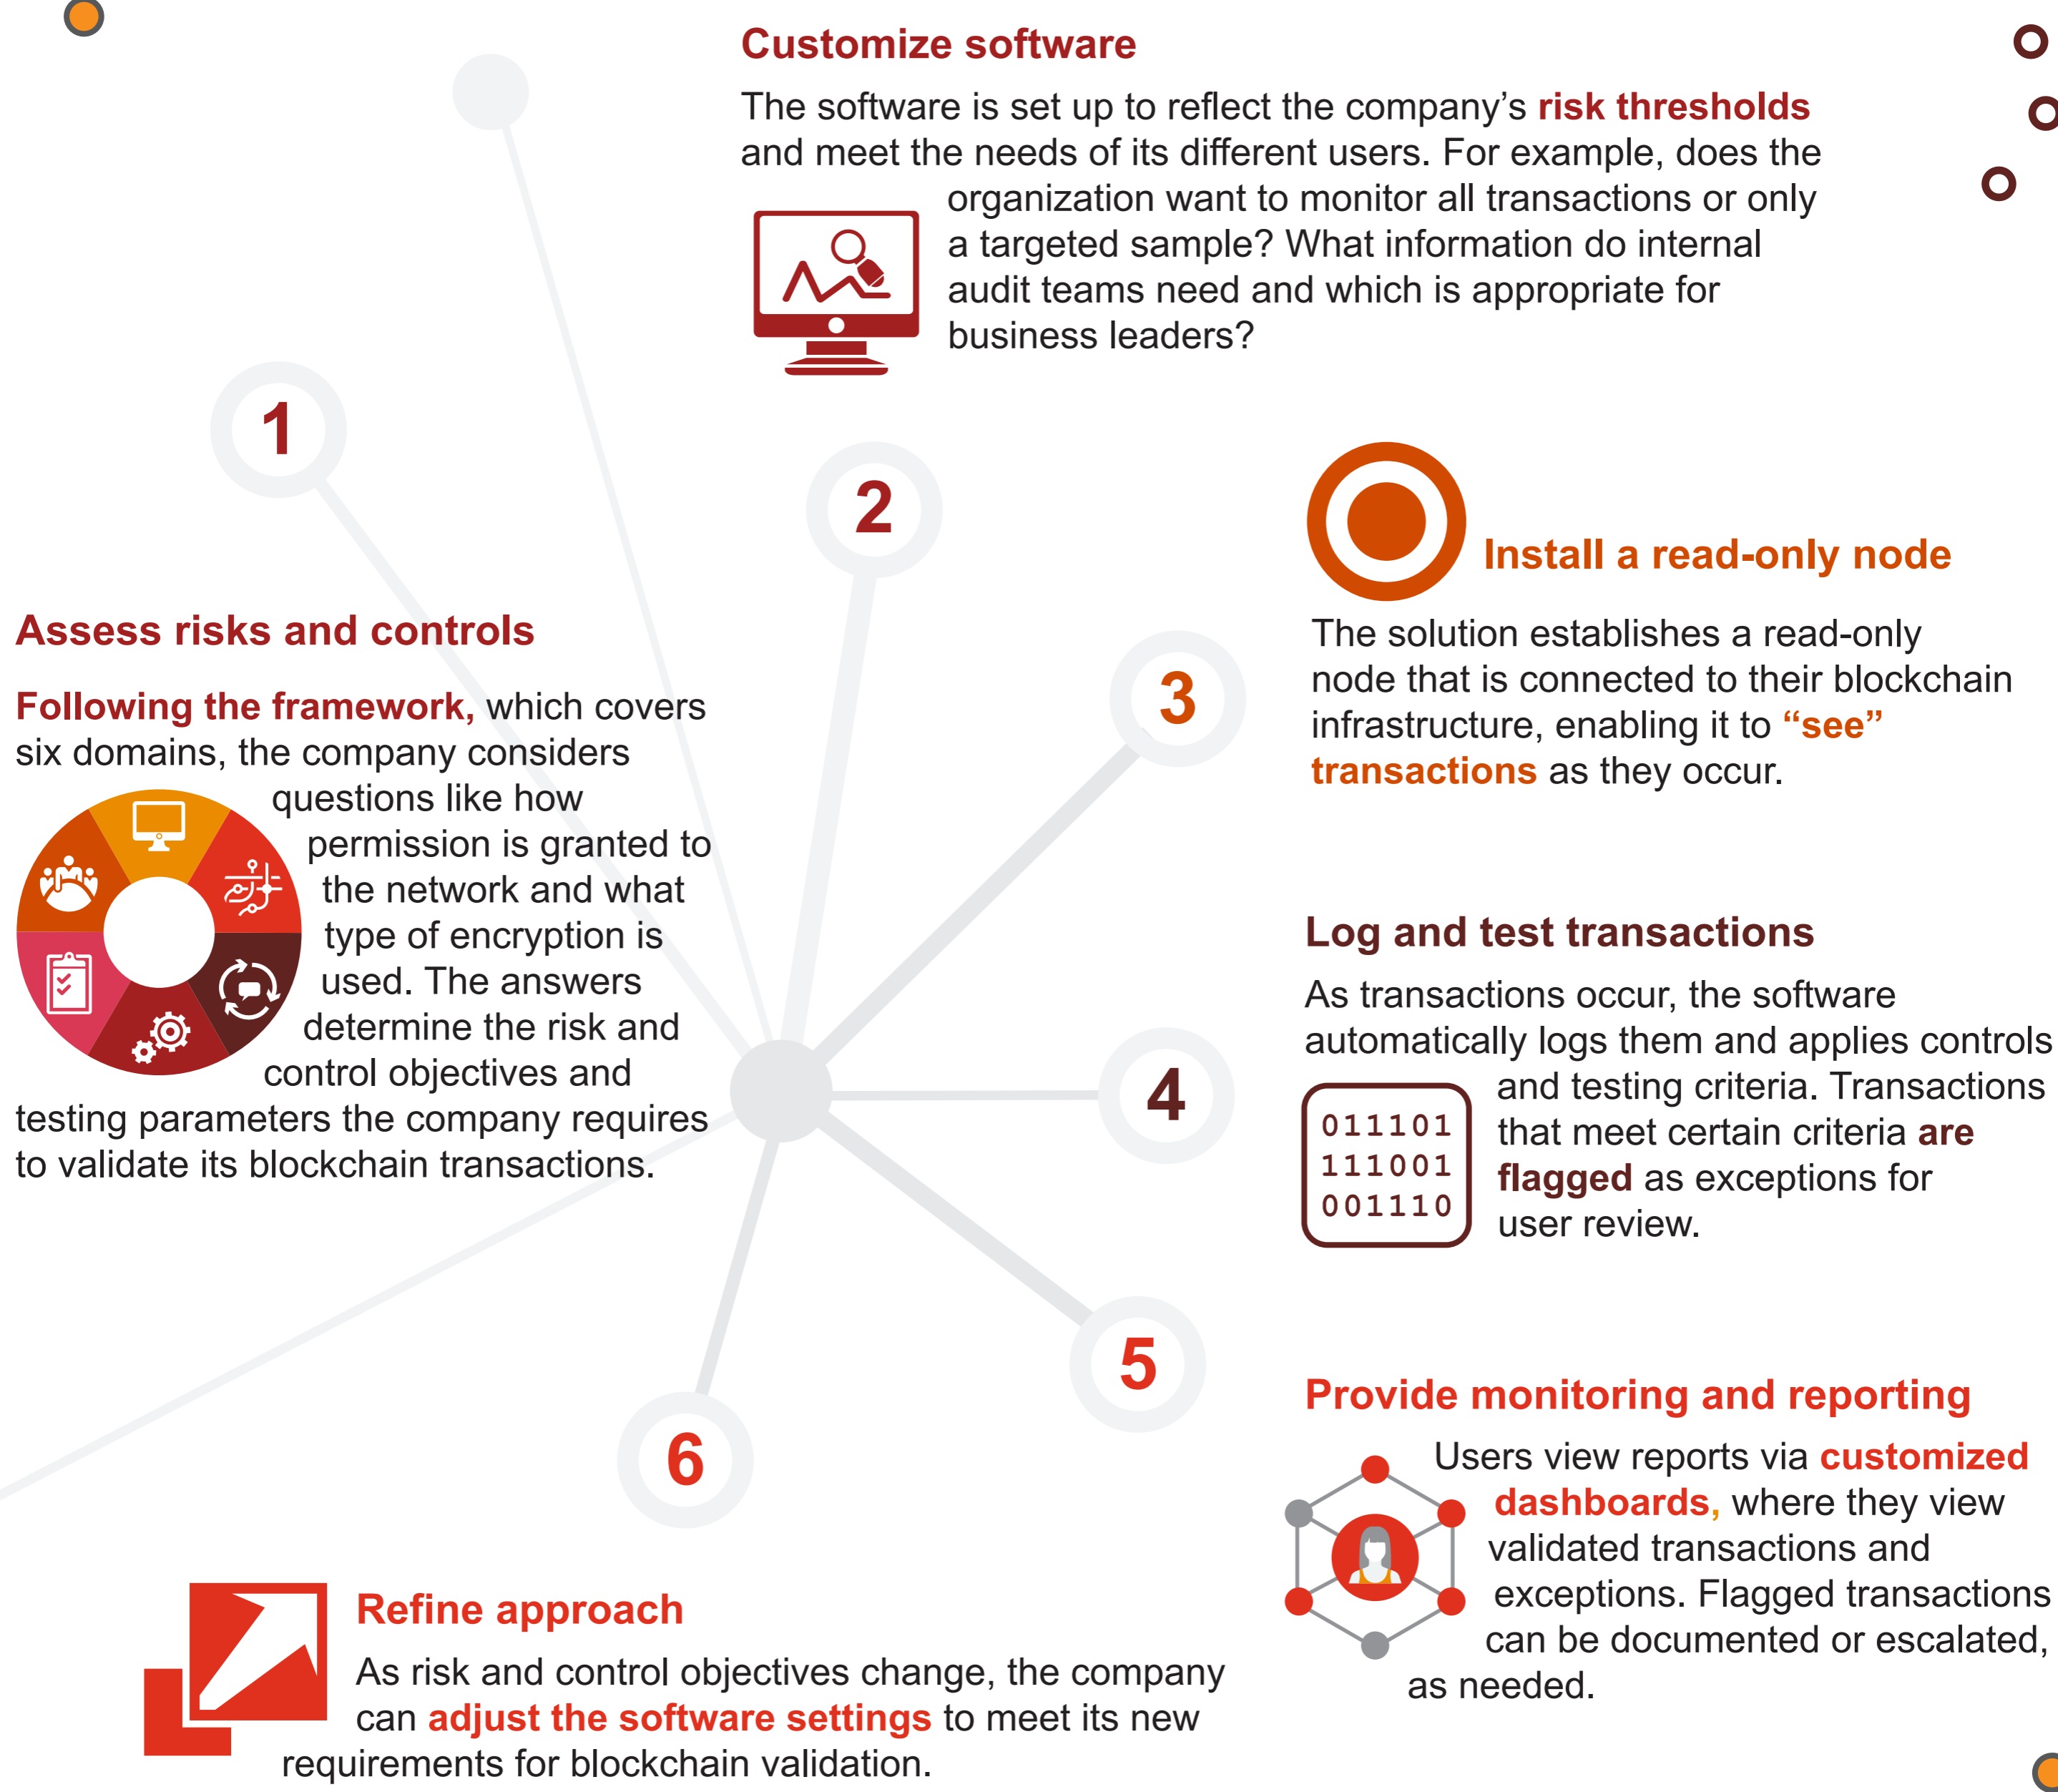 1
Assess risks and controls
Following the framework, which covers
six domains, the company considers
questions like how
permission is granted to
the network and what
type of encryption is
used. The answers
determine the risk and
control objectives and
testing parameters the company requires
to validate its blockchain transactions.
2
Customize software
The software is set up to reflect the company’s risk thresholds
and meet the needs of its different users. For example, does the
organization want to monitor all transactions or only
a targeted sample? What information do internal
audit teams need and which is appropriate for
business leaders?
3
Install a read-only node
The solution establishes a read-only
node that is connected to their blockchain
infrastructure, enabling it to “see”
transactions as they occur.
4
Log and test transactions
As transactions occur, the software
automatically logs them and applies controls
and testing criteria. Transactions
that meet certain criteria are
flagged as exceptions for
user review.
011101
111001
001110
5
Provide monitoring and reporting
Users view reports via customized
dashboards, where they view
validated transactions and
exceptions. Flagged transactions
can be documented or escalated,
as needed.
6
Refine approach
As risk and control objectives change, the company
can adjust the software settings to meet its new
requirements for blockchain validation.